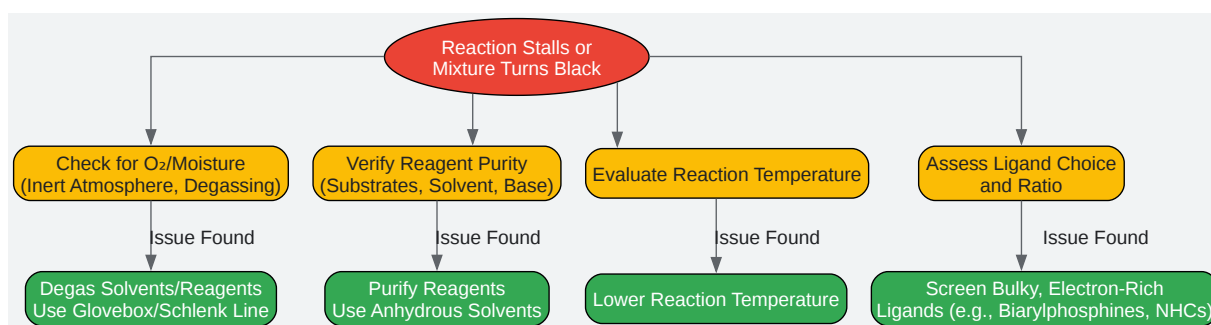 Reaction Stalls or
Mixture Turns Black
Check for O₂/Moisture
(Inert Atmosphere, Degassing)
Verify Reagent Purity
(Substrates, Solvent, Base)
Evaluate Reaction Temperature
Assess Ligand Choice
and Ratio
Issue Found
Issue Found
Issue Found
Issue Found
Degas Solvents/Reagents
Use Glovebox/Schlenk Line
Purify Reagents
Use Anhydrous Solvents
Lower Reaction Temperature
Screen Bulky, Electron-Rich
Ligands (e.g., Biarylphosphines, NHCs)